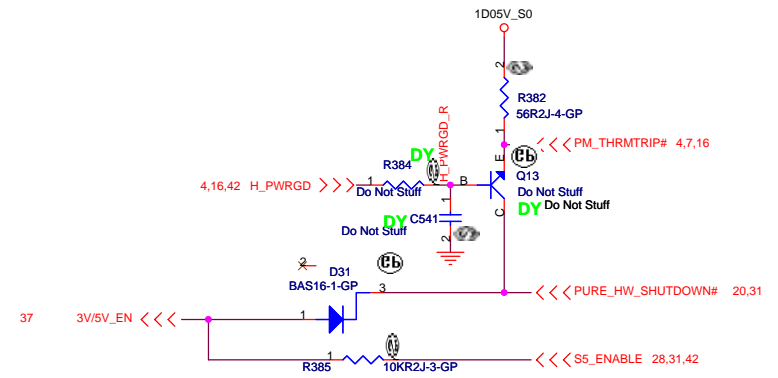 1D05V_S0
2
R382
56R2J-4-GP
1
PM_THRMTRIP# 4,7,16
H_PWRGD_R
DY
R384
E
Q13
4,16,42 H_PWRGD
1
B
Do Not Stuff
Do Not Stuff
C
DY Do Not Stuff
1
DY C541
Do Not Stuff
2
2
D31
BAS16-1-GP
3
PURE_HW_SHUTDOWN# 20,31
37 3V/5V_EN
1
1
S5_ENABLE 28,31,42
R385 10KR2J-3-GP